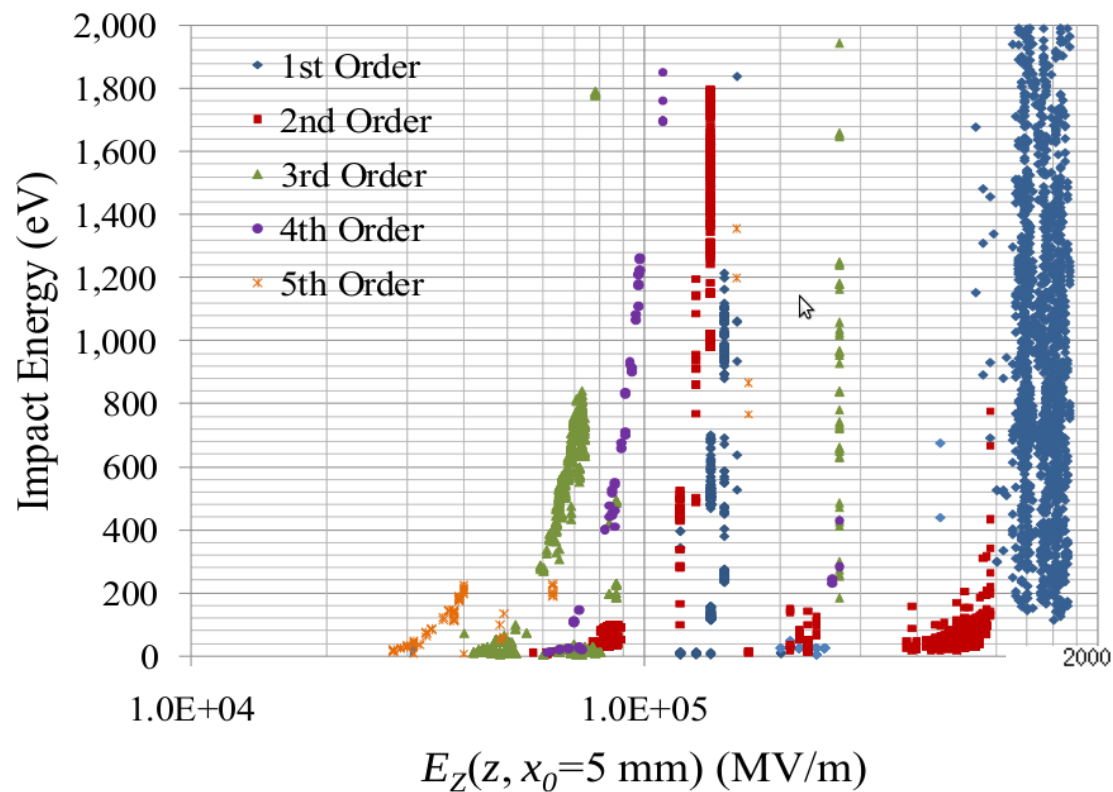 2,000
1,800
1,600
1,400
1,200
1,000
800
600
400
200
0
Impact Energy (eV)
1st Order
2nd Order
3rd Order
4th Order
5th Order
2000
1.0E+04 1.0E+05
E_Z(z, x_0=5 mm) (MV/m)